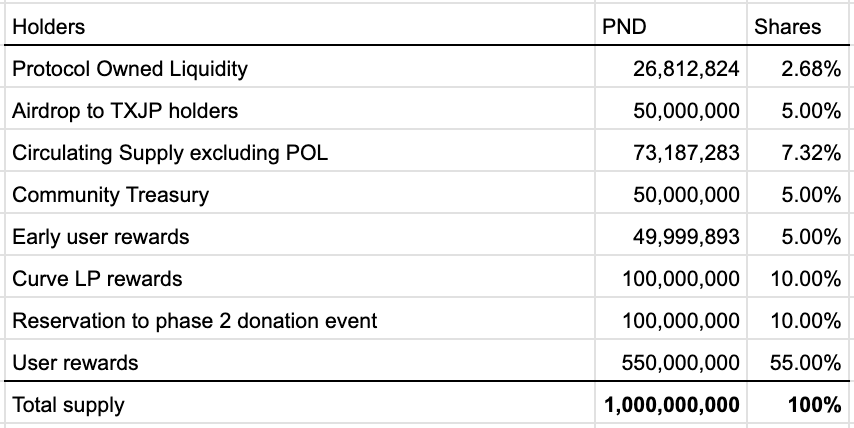 Holders PND Shares
Protocol Owned Liquidity 26,812,824 2.68%
Airdrop to TXJP holders 50,000,000 5.00%
Circulating Supply excluding POL 73,187,283 7.32%
Community Treasury 50,000,000 5.00%
Early user rewards 49,999,893 5.00%
Curve LP rewards 100,000,000 10.00%
Reservation to phase 2 donation event 100,000,000 10.00%
User rewards 550,000,000 55.00%
Total supply 1,000,000,000 100%